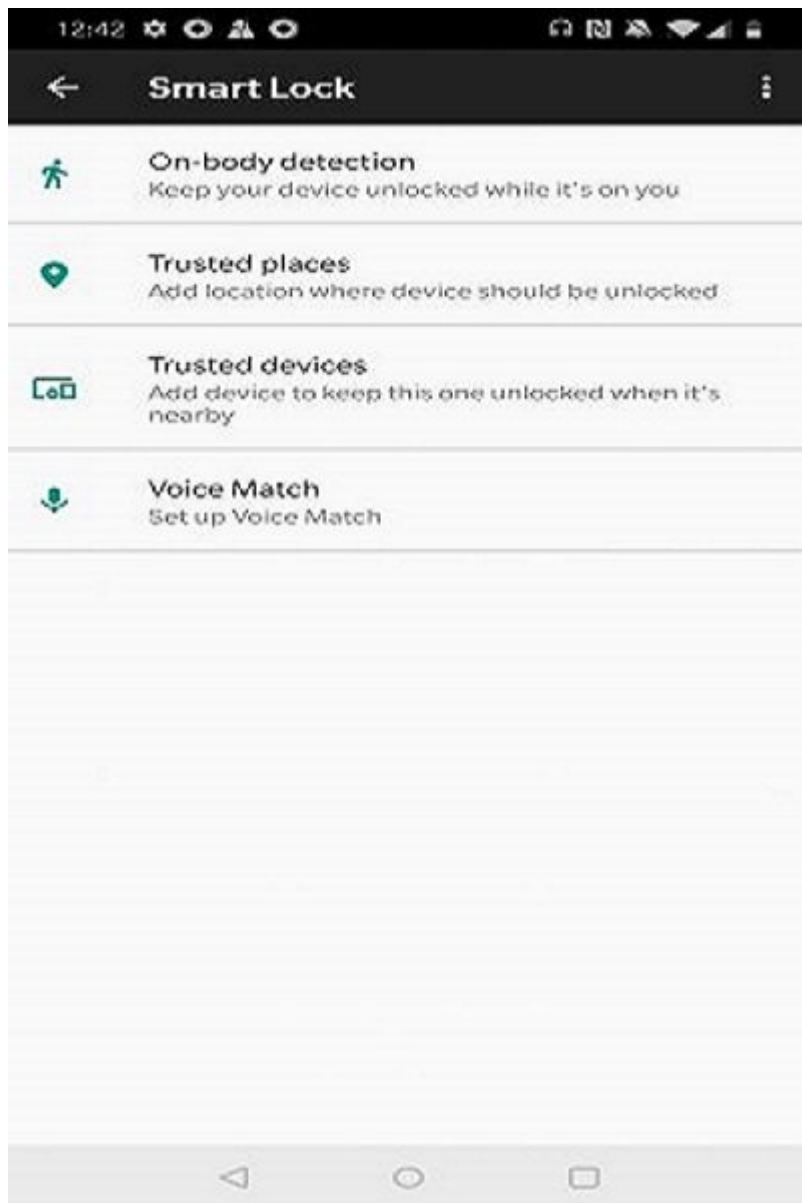 12:42
Smart Lock
On-body detection
Keep your device unlocked while it's on you
Trusted places
Add location where device should be unlocked
Trusted devices
Add device to keep this one unlocked when it's
nearby
Voice Match
Set up Voice Match